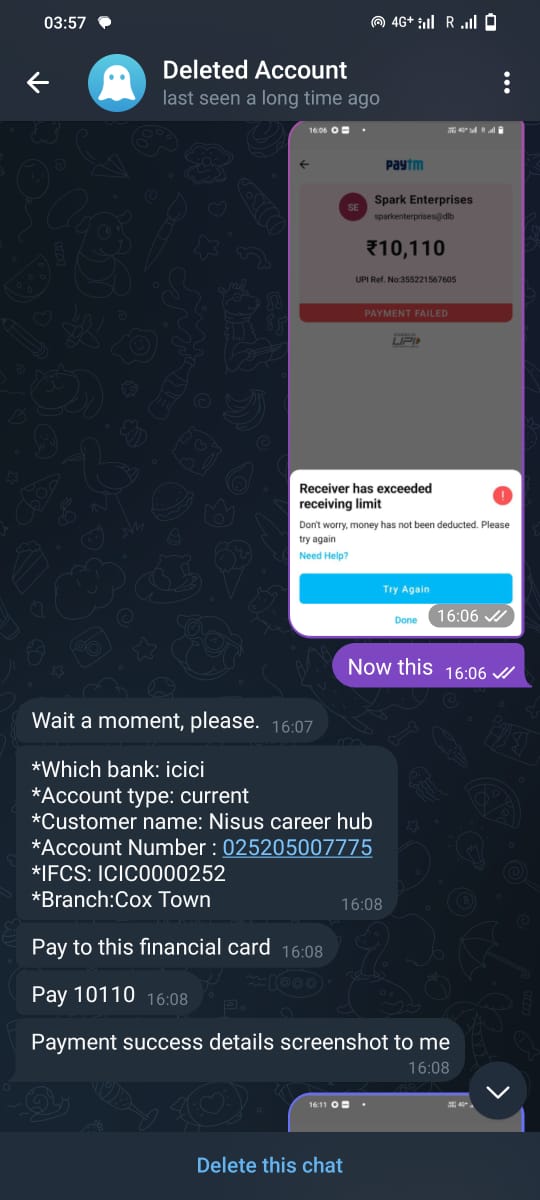 03:57
4G+ R
Deleted Account
last seen a long time ago
16:06
paytm
SE
Spark Enterprises
sparkenterprises@dlb
₹10,110
UPI Ref. No:355221567605
PAYMENT FAILED
UPI
Receiver has exceeded
receiving limit
Don't worry, money has not been deducted. Please
try again
Need Help?
Try Again
Done
16:06
Now this 16:06
Wait a moment, please. 16:07
*Which bank: icici
*Account type: current
*Customer name: Nisus career hub
*Account Number : 025205007775
*IFCS: ICIC0000252
*Branch:Cox Town
16:08
Pay to this financial card 16:08
Pay 10110 16:08
Payment success details screenshot to me
16:08
16:11
Delete this chat